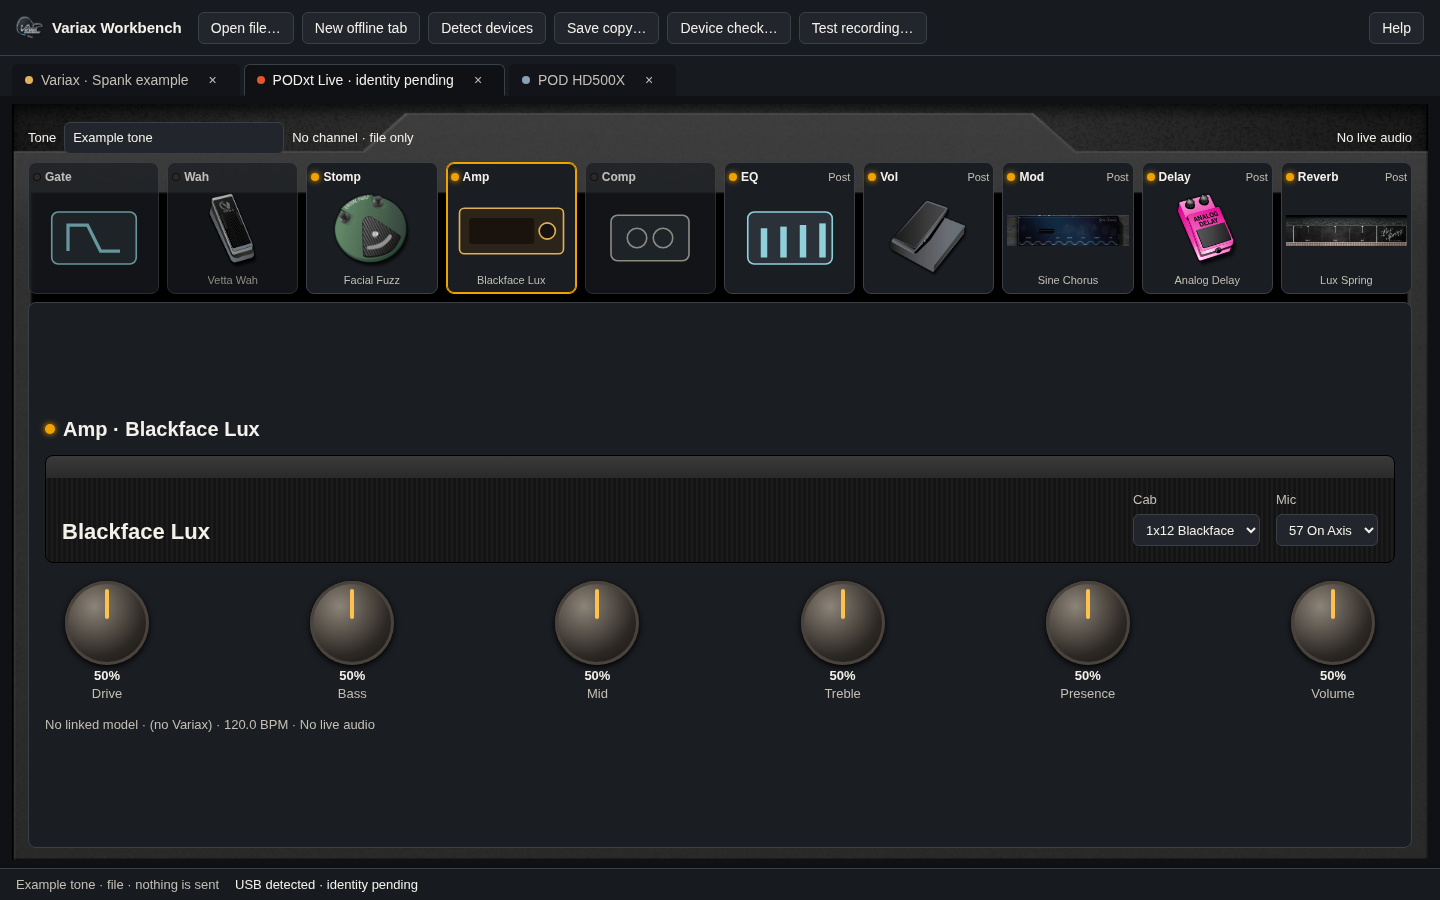 Variax Workbench Open file… New offline tab Detect devices Save copy… Device check… Test recording… Help
Variax · Spank example × PODxt Live · identity pending × POD HD500X ×
Tone Example tone No channel · file only No live audio
Gate Wah Stomp Amp Comp EQ Post Vol Post Mod Post Delay Post Reverb Post
ANALOG
DELAY
Vetta Wah Facial Fuzz Blackface Lux Sine Chorus Analog Delay Lux Spring
Amp · Blackface Lux
Cab Mic
Blackface Lux 1x12 Blackface 57 On Axis
50% 50% 50% 50% 50% 50%
Drive Bass Mid Treble Presence Volume
No linked model · (no Variax) · 120.0 BPM · No live audio
Example tone · file · nothing is sent USB detected · identity pending